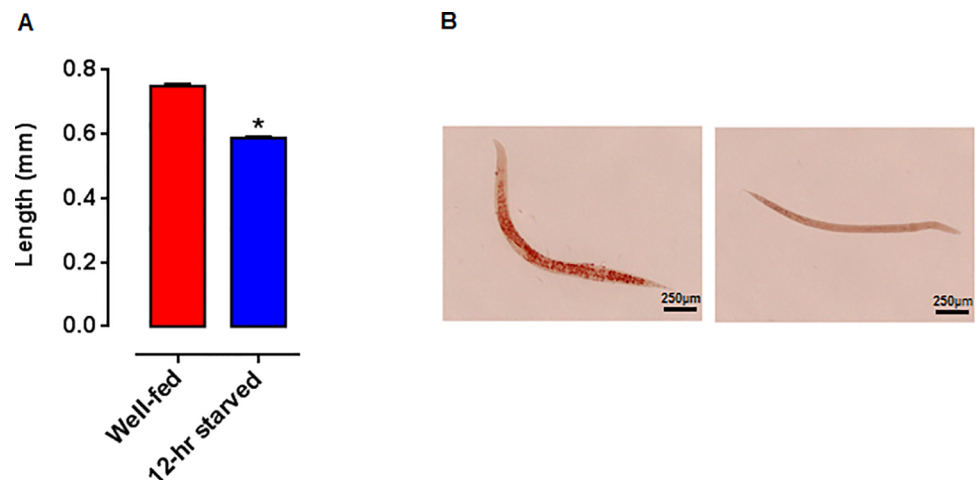 A
B
0.8
0.6
0.4
0.2
0.0
Length (mm)
*
Well-fed
12-hr starved
250µm
250µm